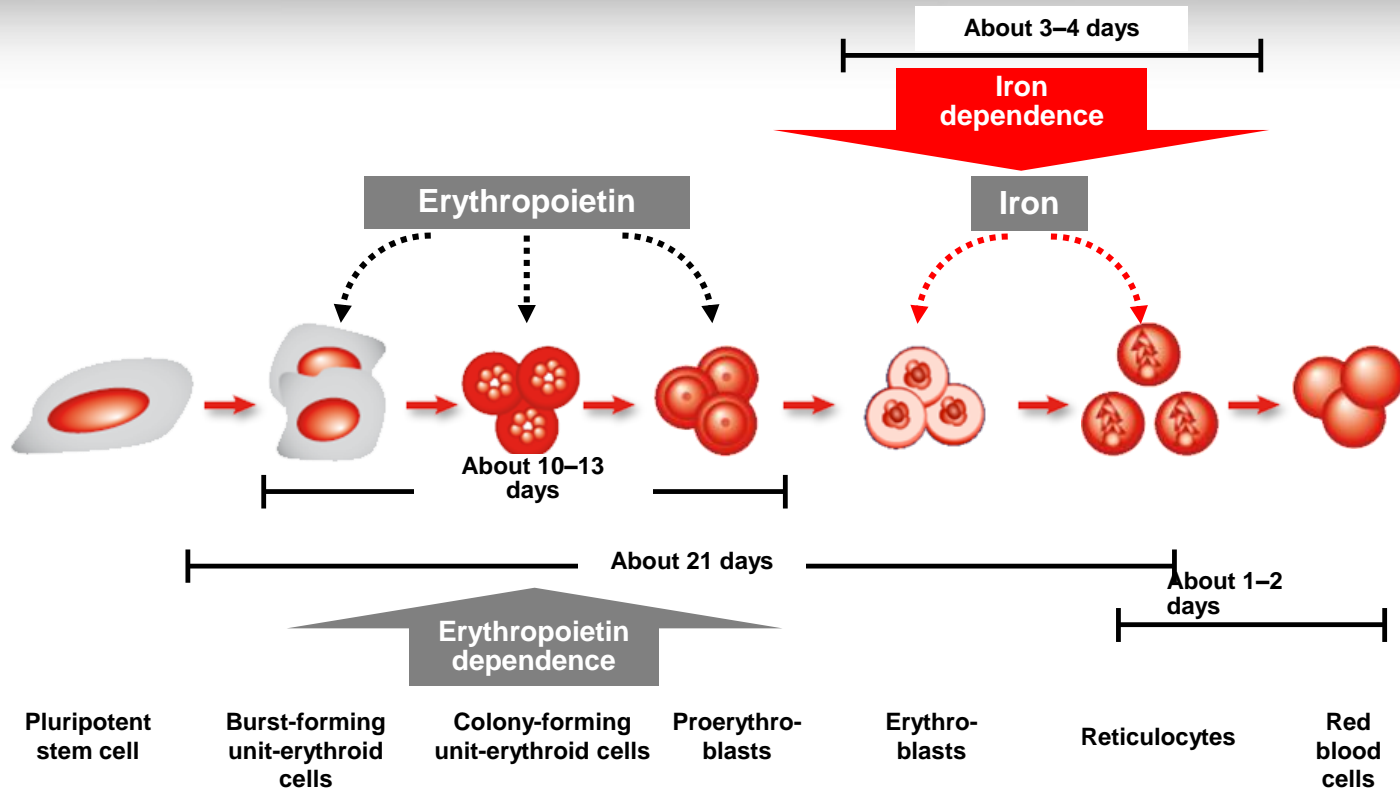 About 3–4 days
Iron
dependence
Erythropoietin
Iron
About 10–13
days
About 21 days
About 1–2
days
Erythropoietin
dependence
Pluripotent
stem cell
Burst-forming
unit-erythroid
cells
Colony-forming
unit-erythroid cells
Proerythro-
blasts
Erythro-
blasts
Reticulocytes
Red
blood
cells